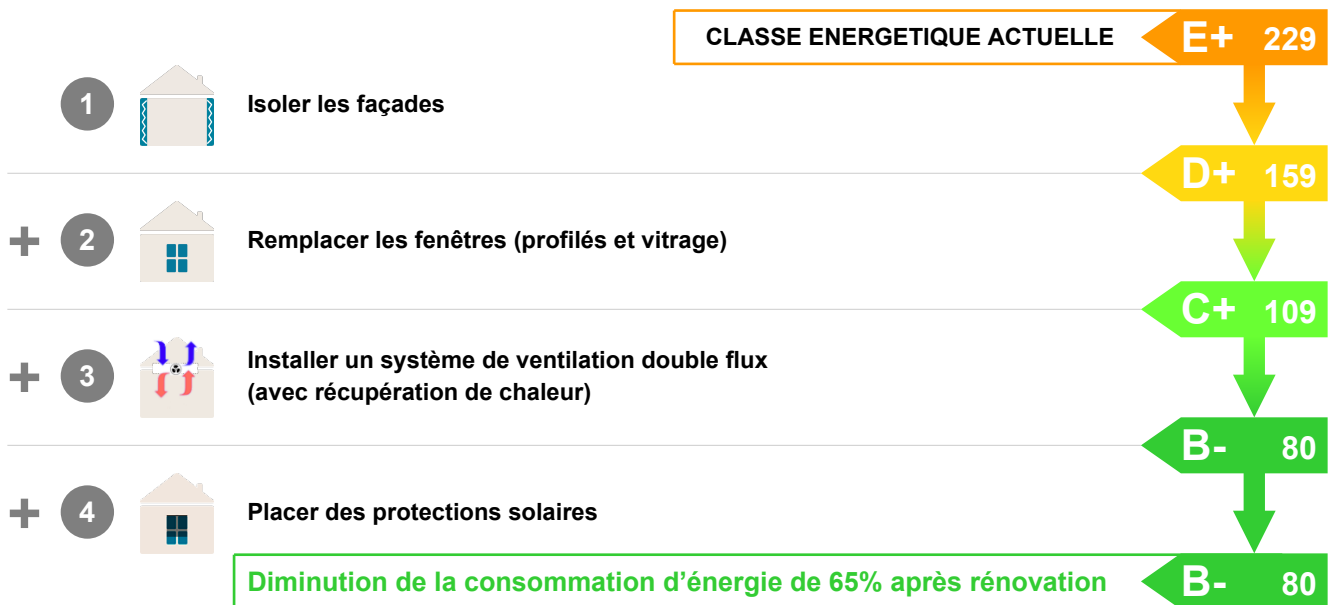 CLASSE ENERGETIQUE ACTUELLE E+ 229
1 Isoler les façades
D+ 159
+ 2 Remplacer les fenêtres (profilés et vitrage)
C+ 109
+ 3 Installer un système de ventilation double flux
(avec récupération de chaleur)
B- 80
+ 4 Placer des protections solaires
Diminution de la consommation d’énergie de 65% après rénovation B- 80